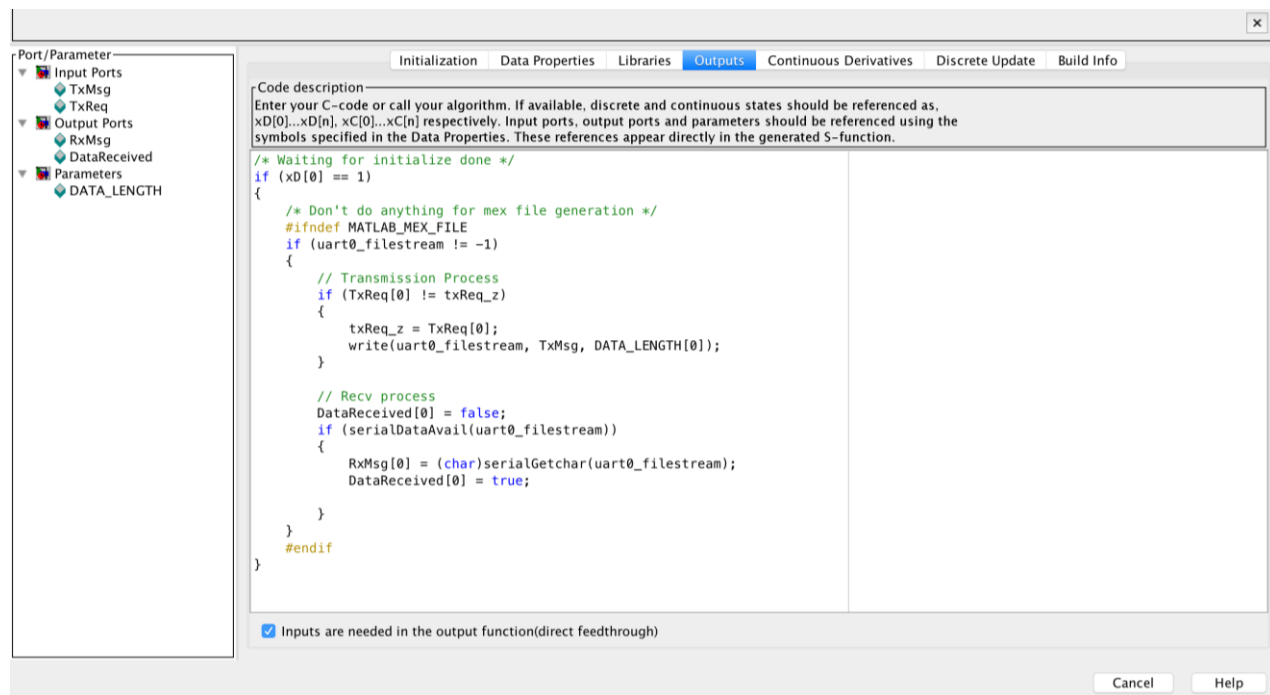 Port/Parameter
Input Ports
TxMsg
TxReq
Output Ports
RxMsg
DataReceived
Parameters
DATA_LENGTH
Initialization Data Properties Libraries Outputs Continuous Derivatives Discrete Update Build Info
Code description
Enter your C-code or call your algorithm. If available, discrete and continuous states should be referenced as,
xD[0]...xD[n], xC[0]...xC[n] respectively. Input ports, output ports and parameters should be referenced using the
symbols specified in the Data Properties. These references appear directly in the generated S-function.
/* Waiting for initialize done */
if (xD[0] == 1)
{
    /* Don't do anything for mex file generation */
    #ifndef MATLAB_MEX_FILE
    if (uart0_filestream != -1)
    {
        // Transmission Process
        if (TxReq[0] != txReq_z)
        {
            txReq_z = TxReq[0];
            write(uart0_filestream, TxMsg, DATA_LENGTH[0]);
        }

        // Recv process
        DataReceived[0] = false;
        if (serialDataAvail(uart0_filestream))
        {
            RxMsg[0] = (char)serialGetchar(uart0_filestream);
            DataReceived[0] = true;

        }
    }
    #endif
}
Inputs are needed in the output function(direct feedthrough)
Cancel Help